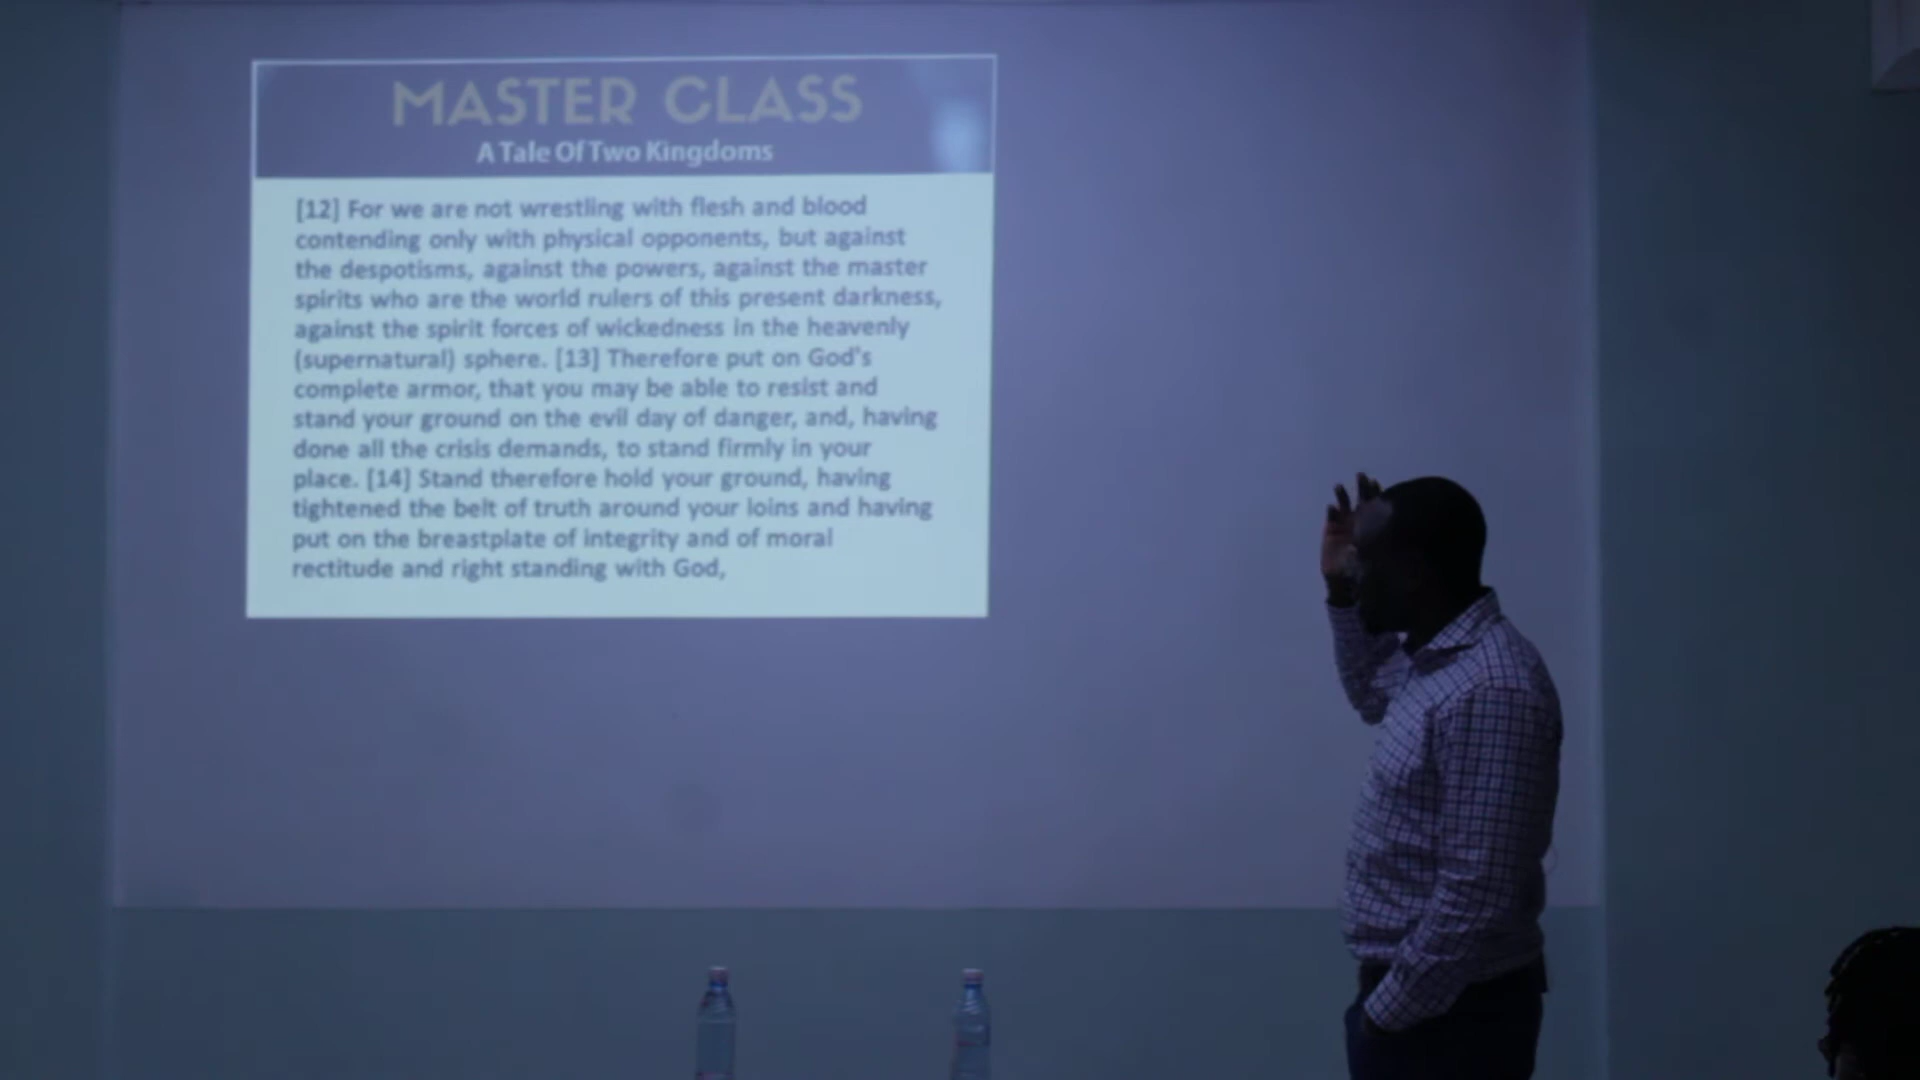 MASTER CLASS
A Tale Of Two Kingdoms
[12] For we are not wrestling with flesh and blood
contending only with physical opponents, but against
the despotisms, against the powers, against the master
spirits who are the world rulers of this present darkness,
against the spirit forces of wickedness in the heavenly
(supernatural) sphere. [13] Therefore put on God's
complete armor, that you may be able to resist and
stand your ground on the evil day of danger, and, having
done all the crisis demands, to stand firmly in your
place. [14] Stand therefore hold your ground, having
tightened the belt of truth around your loins and having
put on the breastplate of integrity and of moral
rectitude and right standing with God,